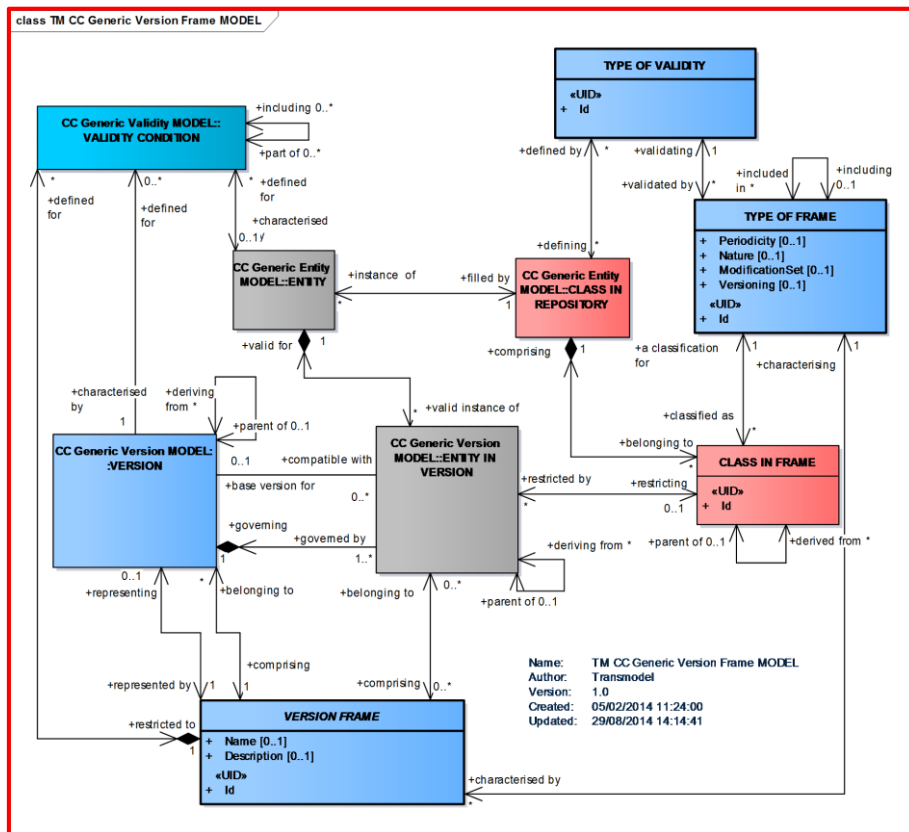 class TM CC Generic Version Frame MODEL
TYPE OF VALIDITY
«UID»
+ Id
CC Generic Validity MODEL::
VALIDITY CONDITION
+including 0..*
+part of 0..*
*
+defined
for
0..*
+defined
for
*
+defined
for
+characterised
0..1y
+defined by
*
+validating
1
+validated by
*
+included
in *
+including
0..1
TYPE OF FRAME
+ Periodicity [0..1]
+ Nature [0..1]
+ ModificationSet [0..1]
+ Versioning [0..1]
«UID»
+ Id
+defining
*
CC Generic Entity
MODEL::ENTITY
+instance of
*
+filled by
1
CC Generic Entity
MODEL::CLASS IN
REPOSITORY
+valid for
1
+comprising
1
+a classification
for
1
+characterising
1
+characterised
by
1
+deriving
from *
+parent of 0..1
*
+valid instance of
+classified as
*
+belonging to
*
CC Generic Version MODEL:
:VERSION
0..1
+compatible with
+base version for
0..*
CC Generic Version
MODEL::ENTITY IN
VERSION
+restricted by
*
+restricting
0..1
CLASS IN FRAME
«UID»
+ Id
+governing
1
+governed by
1..*
+deriving from *
+parent of 0..1
+parent of 0..1
+derived from *
0..1
+representing
*
+belonging to
+belonging to
0..*
+represented by
1
+comprising
1
+comprising
0..*
Name: TM CC Generic Version Frame MODEL
Author: Transmodel
Version: 1.0
Created: 05/02/2014 11:24:00
Updated: 29/08/2014 14:14:41
+restricted to
1
VERSION FRAME
+ Name [0..1]
+ Description [0..1]
«UID»
+ Id
+characterised by
*